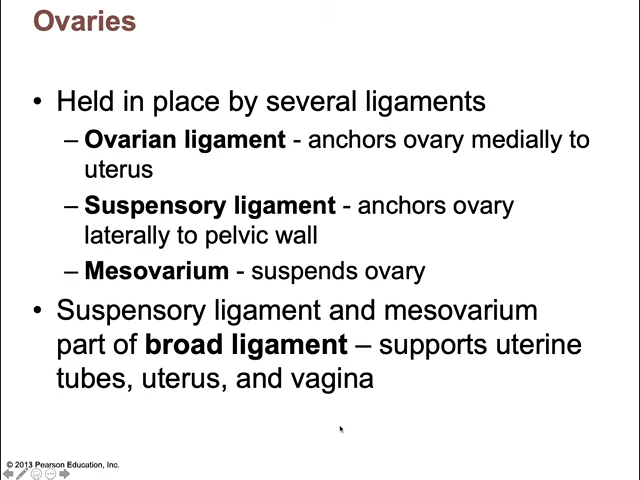 Ovaries
• Held in place by several ligaments
– Ovarian ligament - anchors ovary medially to
uterus
– Suspensory ligament - anchors ovary
laterally to pelvic wall
– Mesovarium - suspends ovary
• Suspensory ligament and mesovarium
part of broad ligament – supports uterine
tubes, uterus, and vagina
© 2013 Pearson Education, Inc.